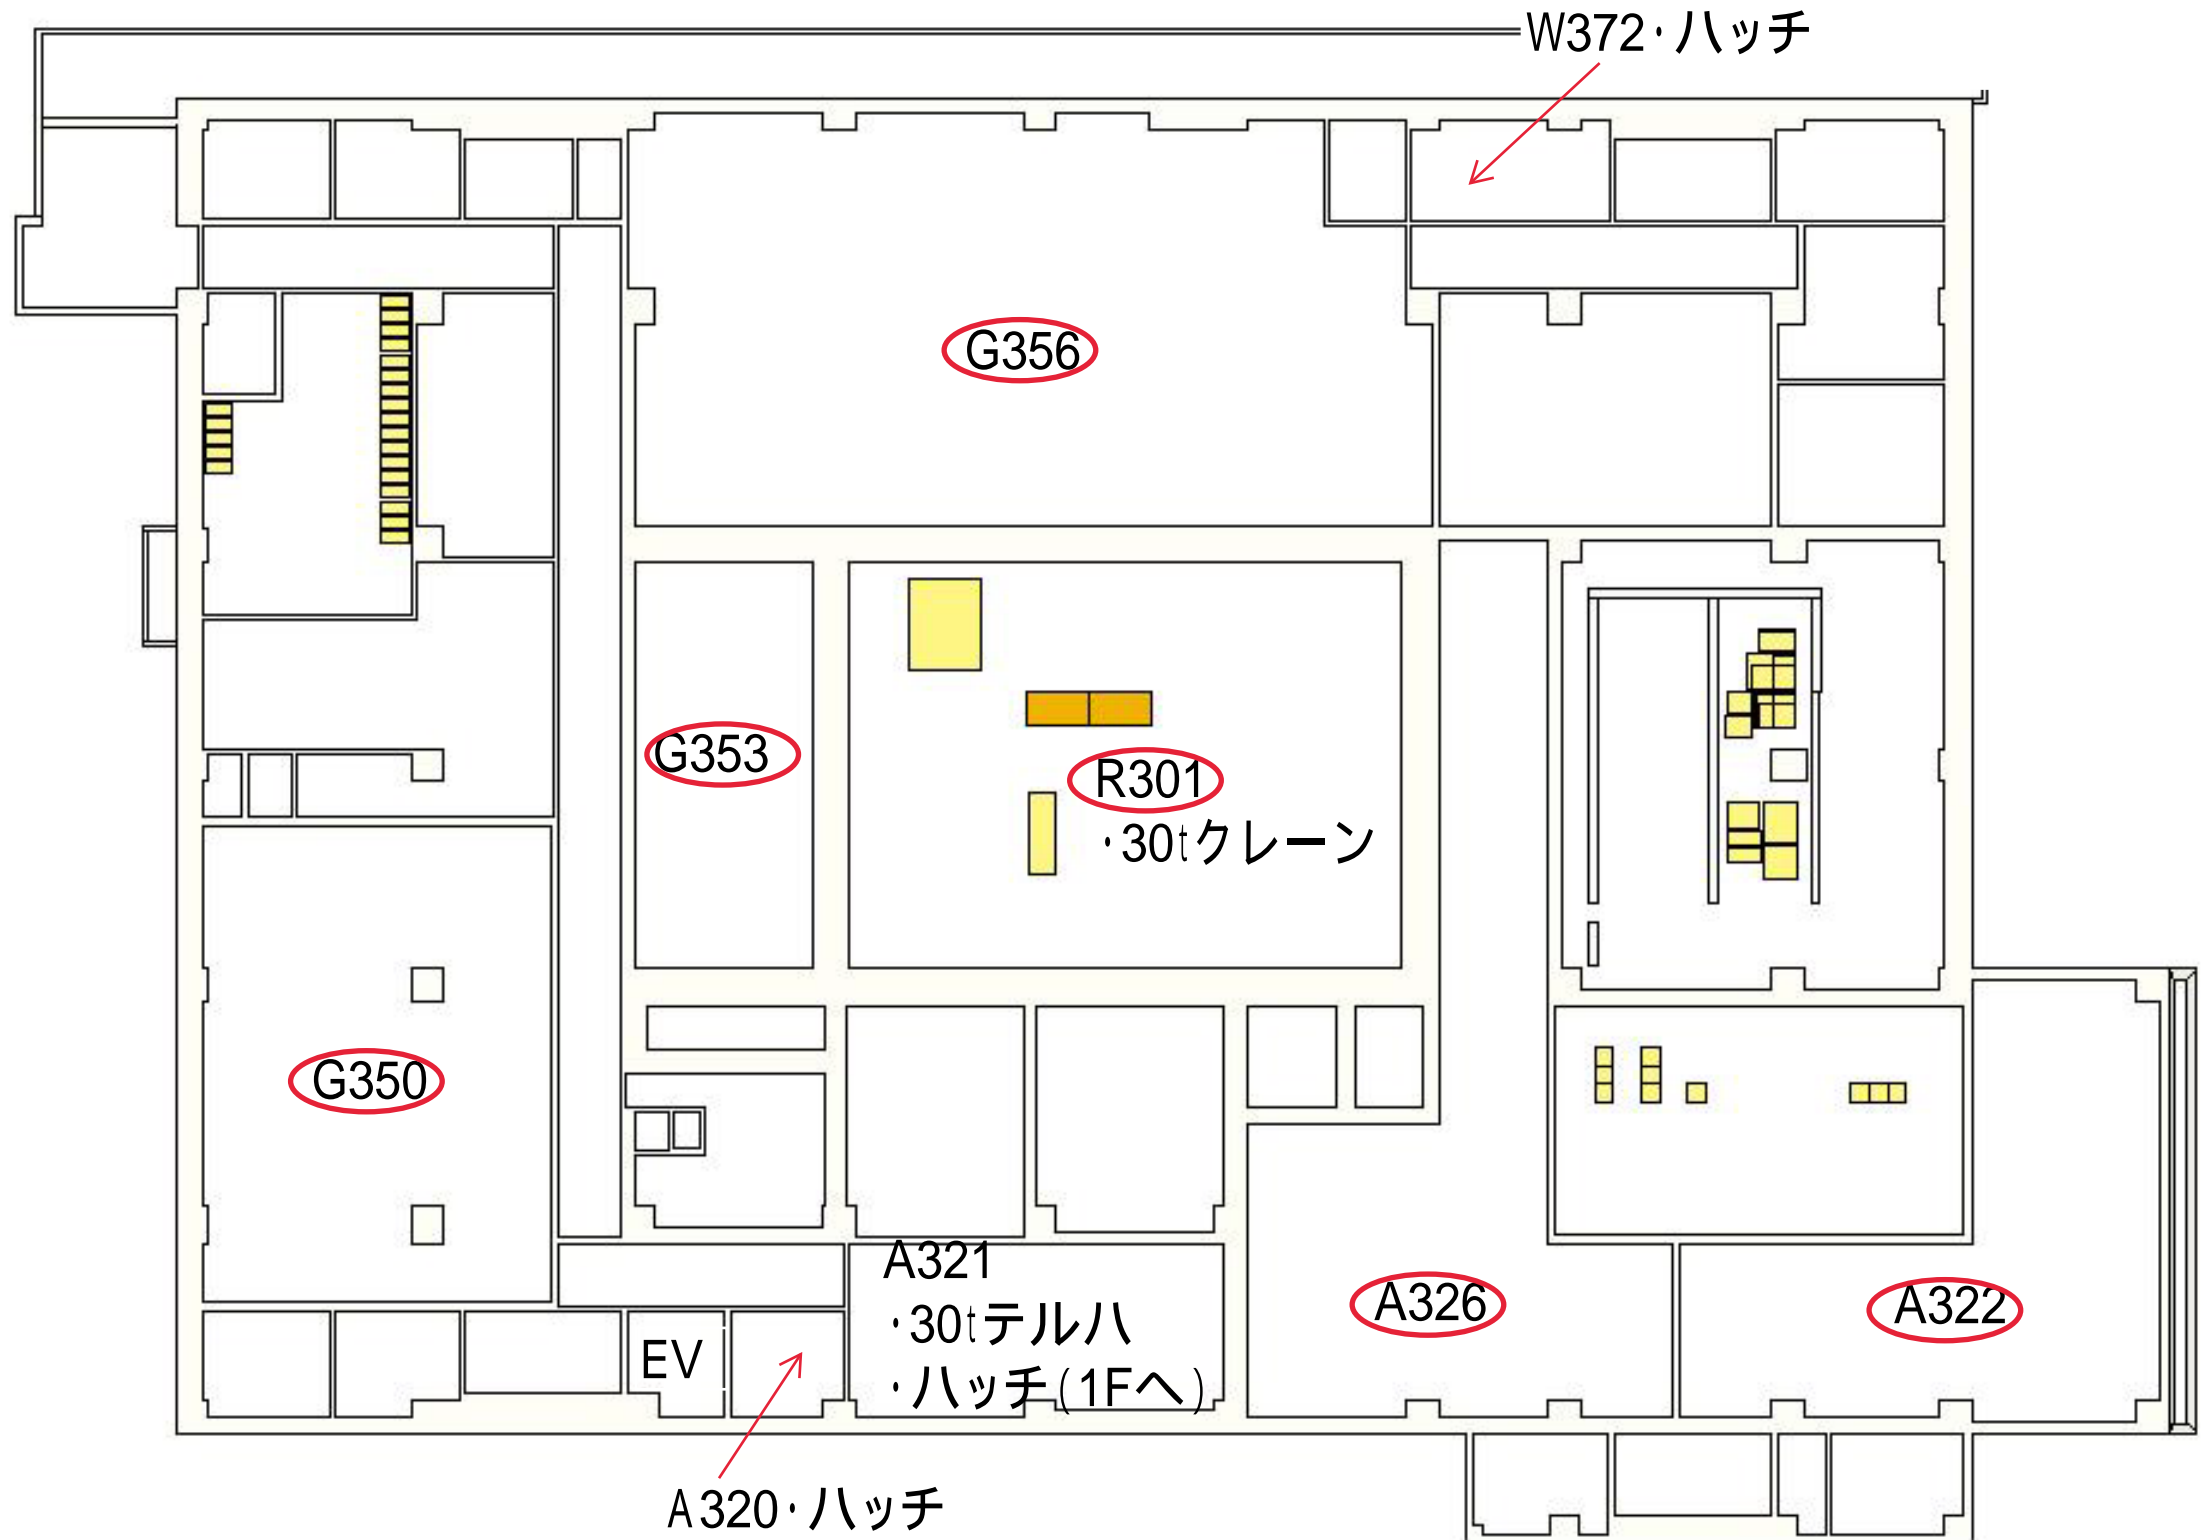 W372・ハッチ
G356
G353
R301
・30tクレーン
G350
A321
・30tテルハ
・ハッチ(1Fへ)
A326
A322
EV
A320・ハッチ